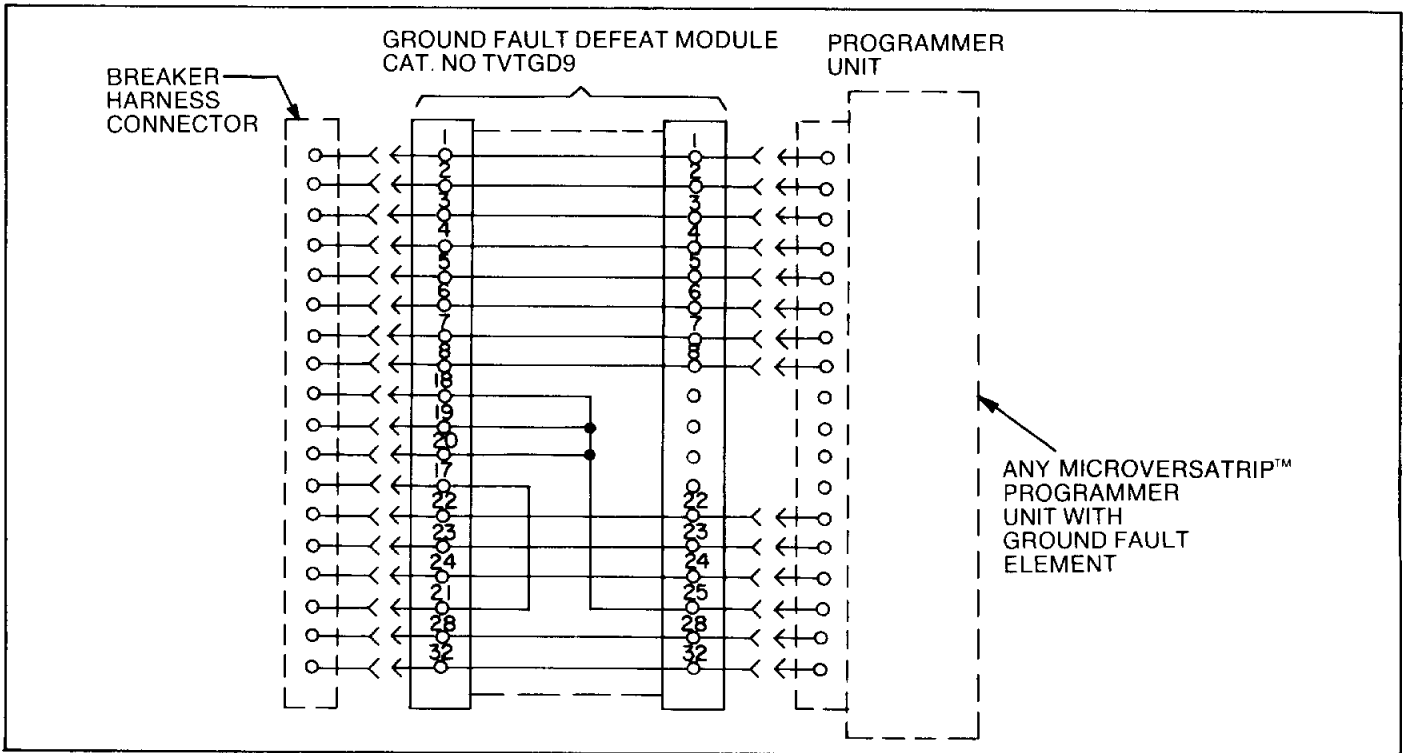 GROUND FAULT DEFEAT MODULE
CAT. NO TVTGD9
PROGRAMMER
UNIT
BREAKER
HARNESS
CONNECTOR
1 1
2 2
3 3
4 4
5 5
6 6
7 7
8 8
18
19
20
17
22 22
23 23
24 24
21 25
28 28
32 32
ANY MICROVERSATRIP™
PROGRAMMER
UNIT WITH
GROUND FAULT
ELEMENT